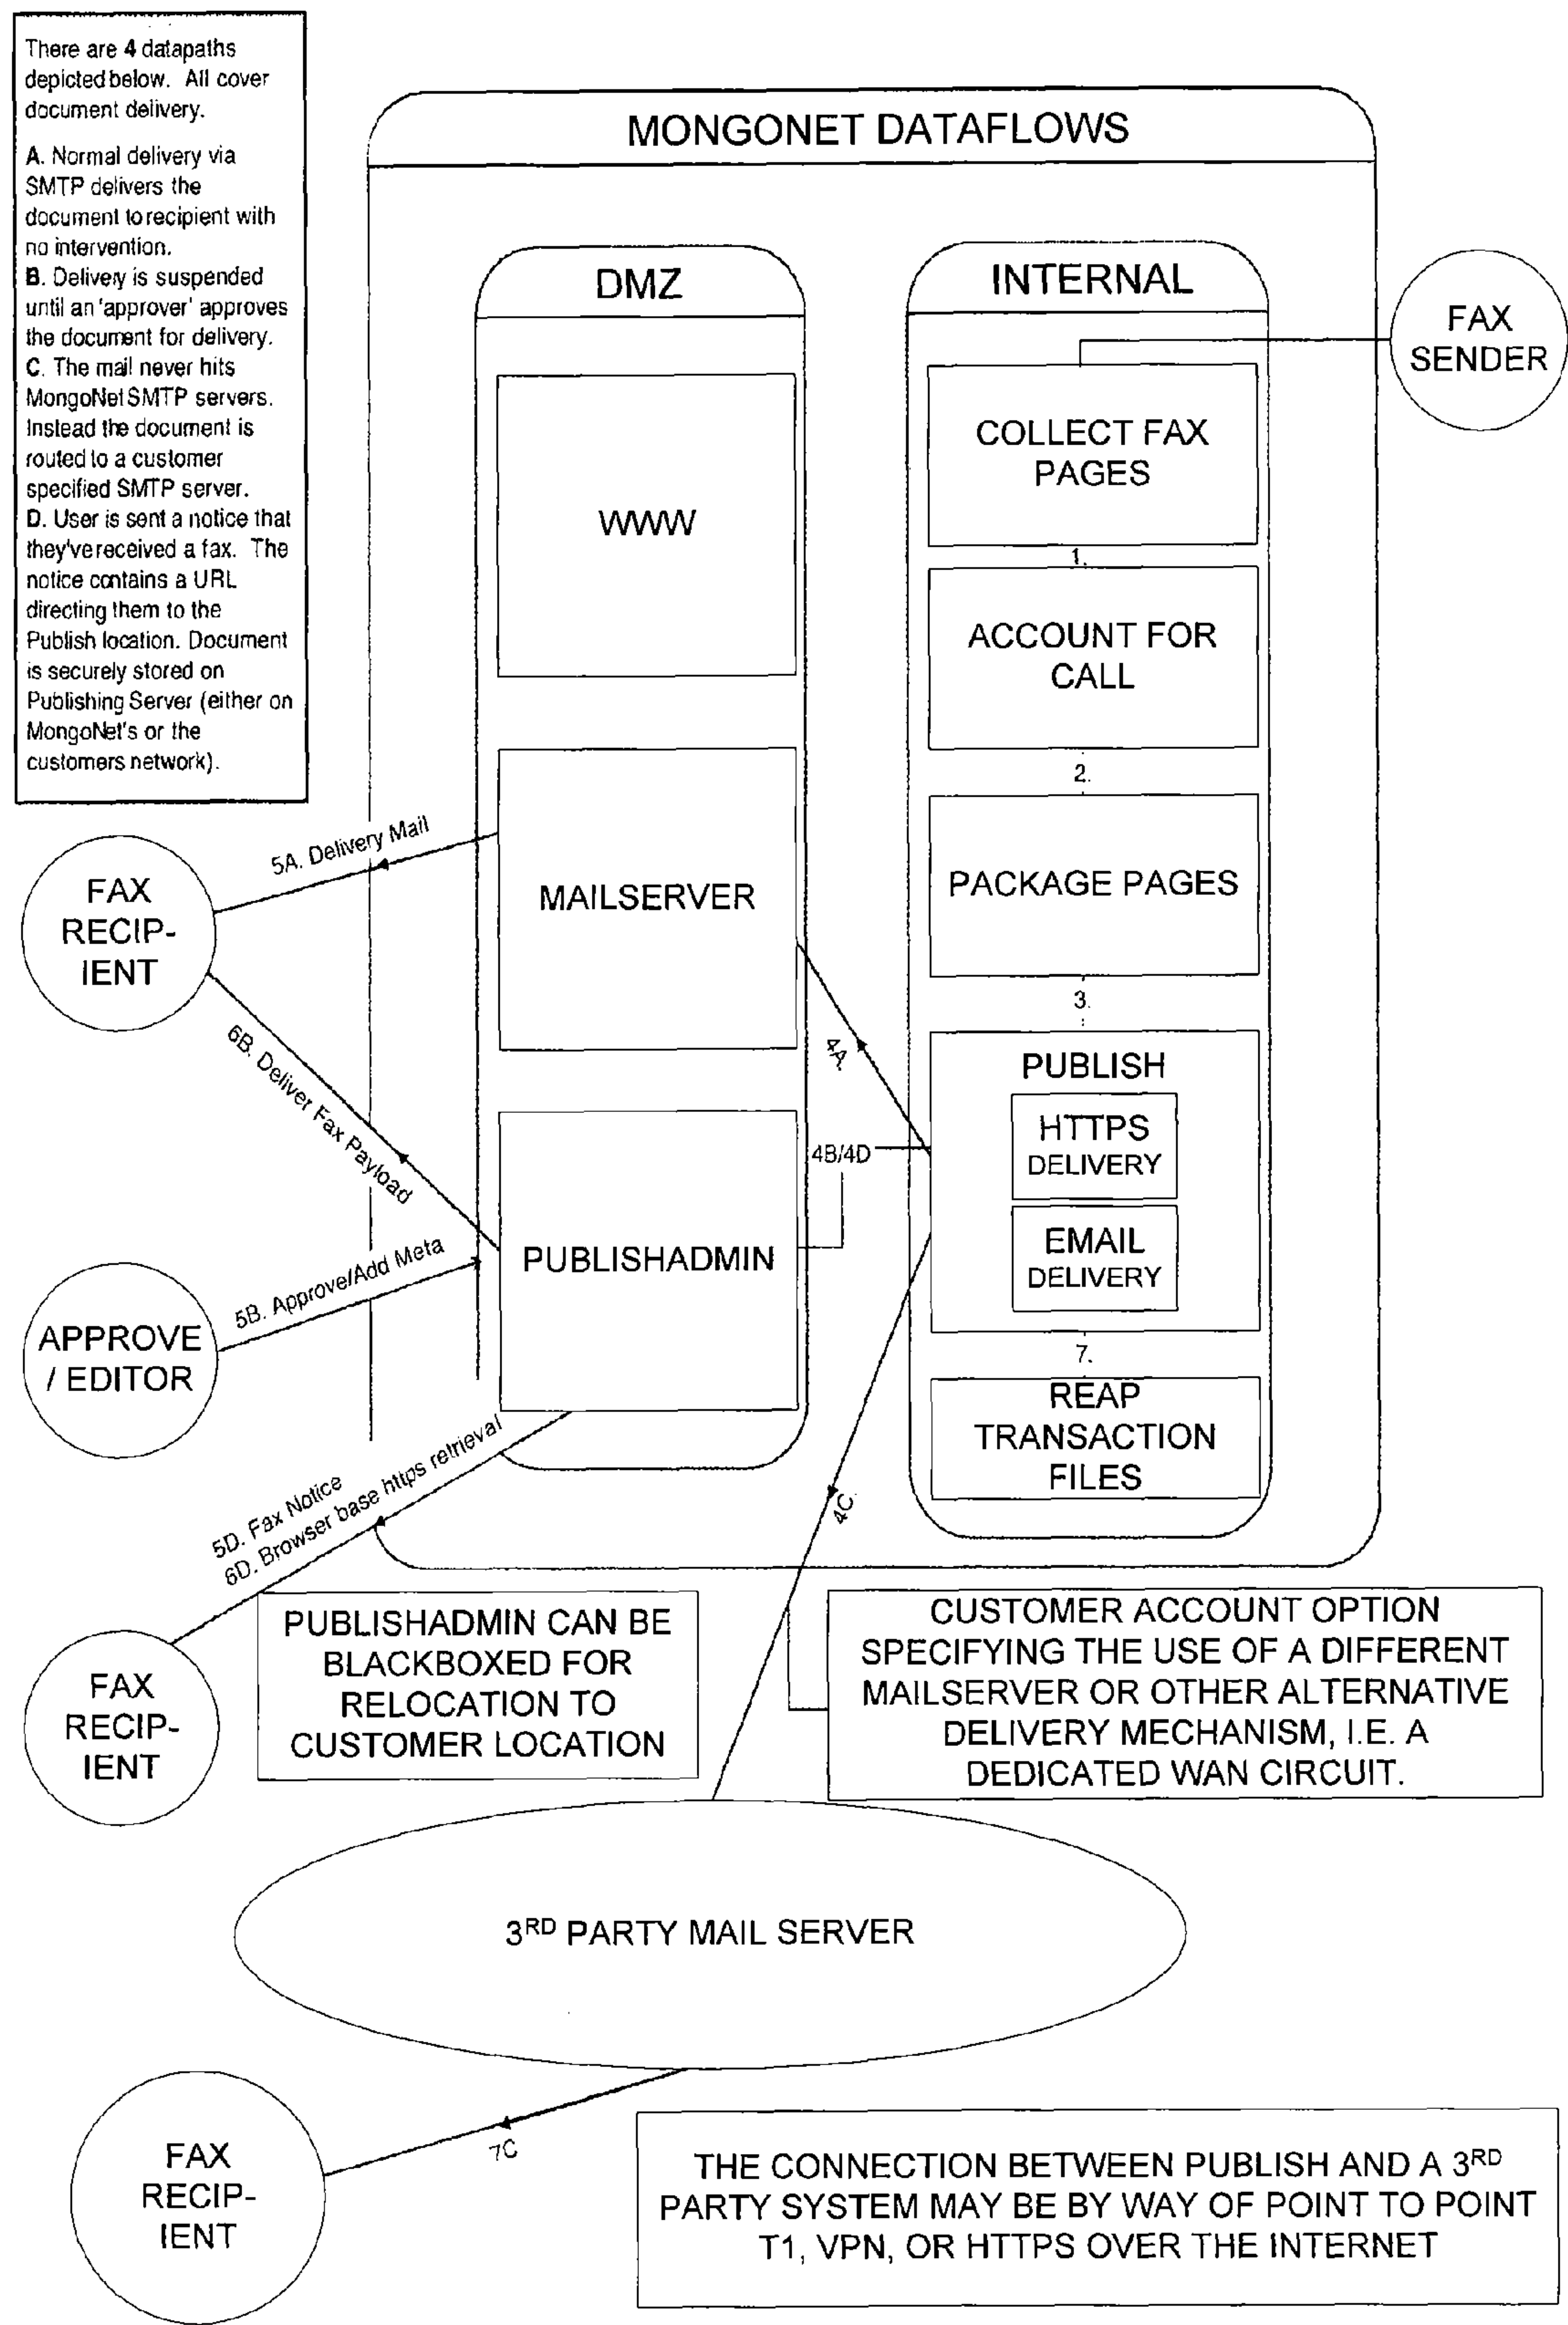 There are 4 datapaths
depicted below. All cover
document delivery.
A. Normal delivery via
SMTP delivers the
document to recipient with
no intervention.
B. Delivery is suspended
until an 'approver' approves
the document for delivery.
C. The mail never hits
MongoNet SMTP servers.
Instead the document is
routed to a customer
specified SMTP server.
D. User is sent a notice that
they've received a fax. The
notice contains a URL
directing them to the
Publish location. Document
is securely stored on
Publishing Server (either on
MongoNet's or the
customers network).
MONGONET DATAFLOWS
DMZ
INTERNAL
FAX
SENDER
WWW
COLLECT FAX
PAGES
1.
ACCOUNT FOR
CALL
2.
MAILSERVER
PACKAGE PAGES
3.
5A. Delivery Mail
FAX
RECIP-
IENT
4A.
PUBLISH
HTTPS
DELIVERY
EMAIL
DELIVERY
4B/4D
6B. Deliver Fax Payload
PUBLISHADMIN
5B. Approve/Add Meta
APPROVE
/ EDITOR
7.
REAP
TRANSACTION
FILES
4C.
5D. Fax Notice
6D. Browser base https retrieval
FAX
RECIP-
IENT
PUBLISHADMIN CAN BE
BLACKBOXED FOR
RELOCATION TO
CUSTOMER LOCATION
CUSTOMER ACCOUNT OPTION
SPECIFYING THE USE OF A DIFFERENT
MAILSERVER OR OTHER ALTERNATIVE
DELIVERY MECHANISM, I.E. A
DEDICATED WAN CIRCUIT.
3RD PARTY MAIL SERVER
7C
FAX
RECIP-
IENT
THE CONNECTION BETWEEN PUBLISH AND A 3RD
PARTY SYSTEM MAY BE BY WAY OF POINT TO POINT
T1, VPN, OR HTTPS OVER THE INTERNET